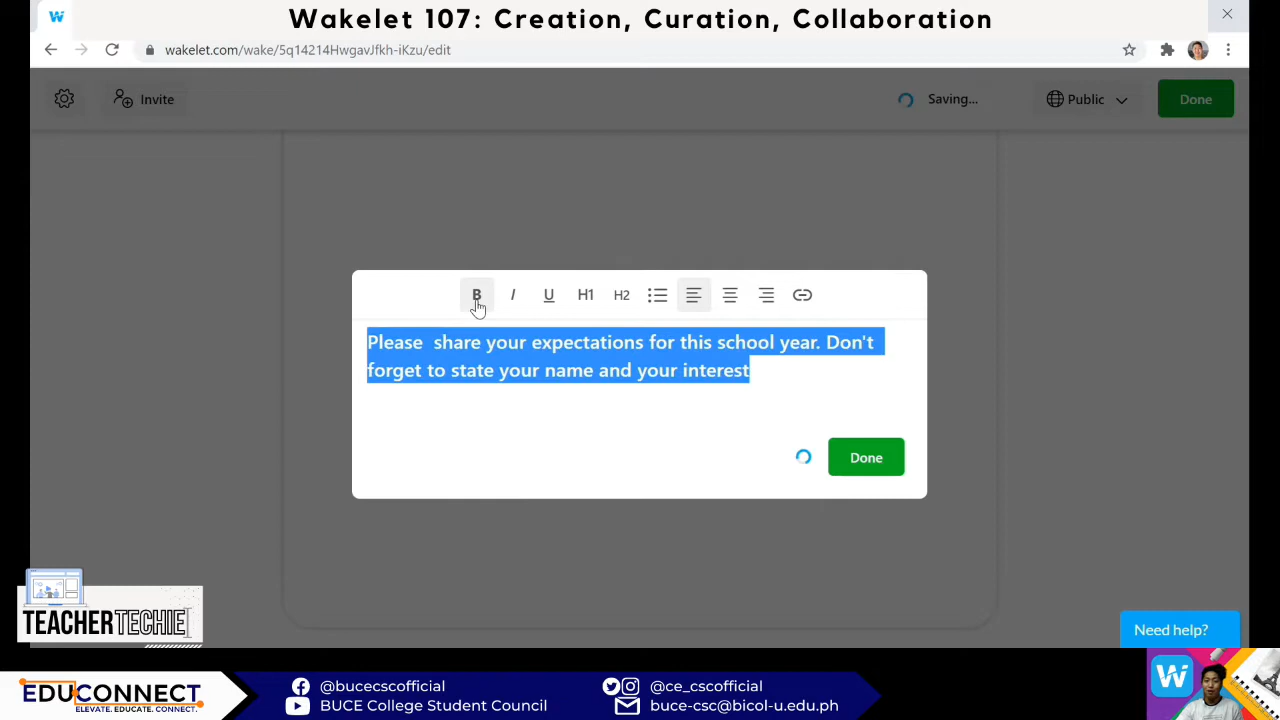 Wakelet 107: Creation, Curation, Collaboration
wakelet.com/wake/5q14214HwgavJfkh-iKzu/edit
Invite
Saving...
Public
Done
B I U H1 H2
Please  share your expectations for this school year. Don't
forget to state your name and your interest
Done
TEACHERTECHIE
Need help?
EDUCONNECT
ELEVATE. EDUCATE. CONNECT.
@bucecscofficial
BUCE College Student Council
@ce_cscofficial
buce-csc@bicol-u.edu.ph
W